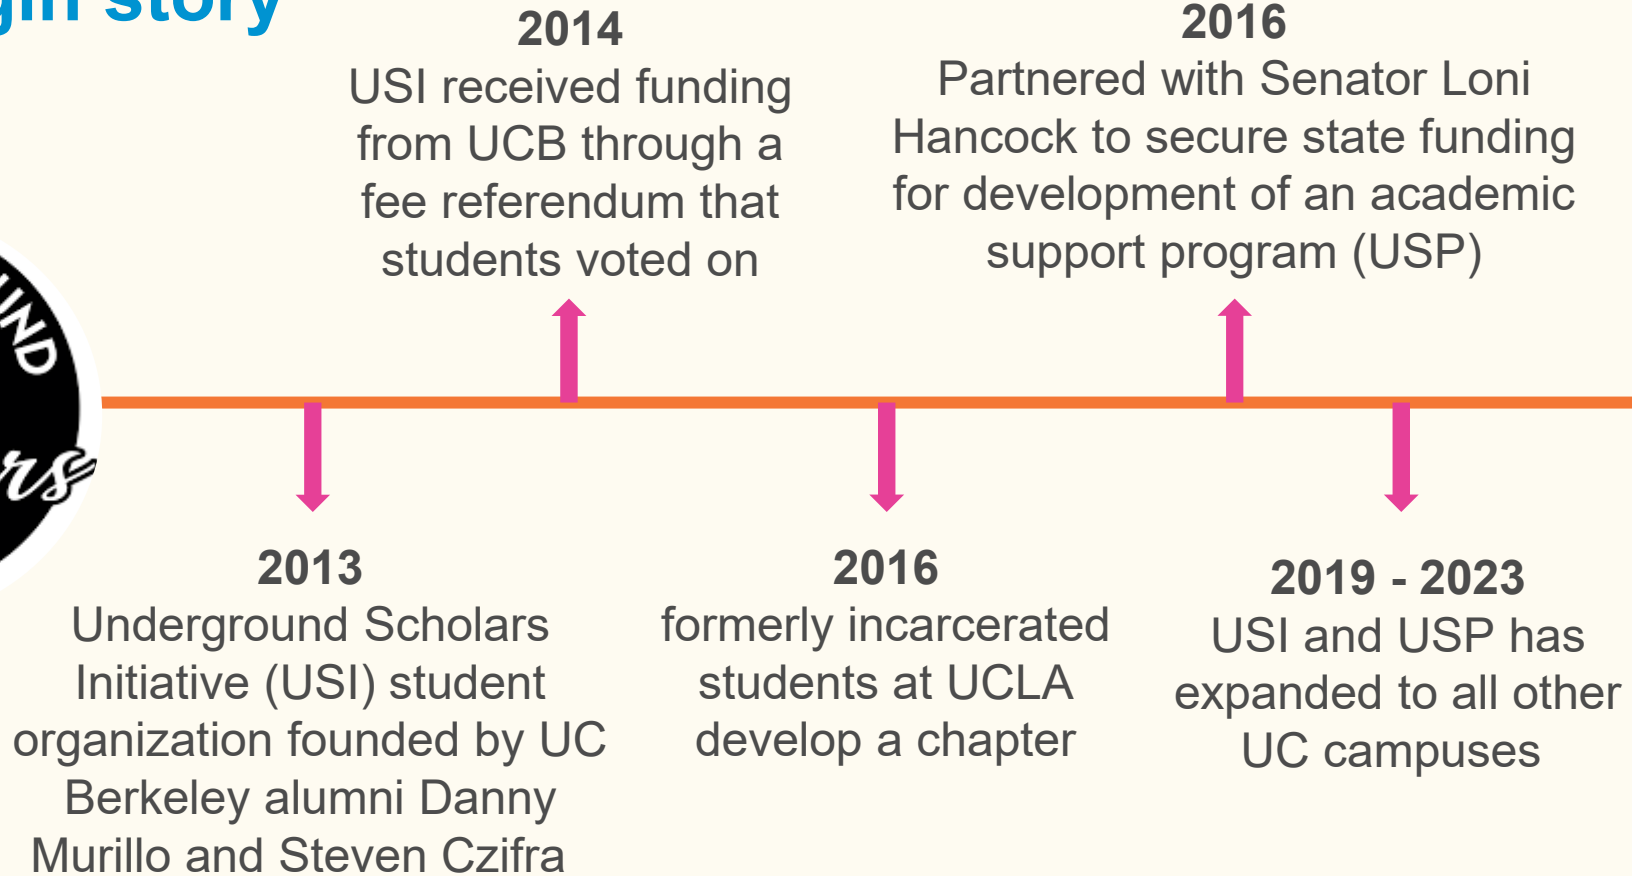 gin story
2014
USI received funding
from UCB through a
fee referendum that
students voted on
2016
Partnered with Senator Loni
Hancock to secure state funding
for development of an academic
support program (USP)
2013
Underground Scholars
Initiative (USI) student
organization founded by UC
Berkeley alumni Danny
Murillo and Steven Czifra
2016
formerly incarcerated
students at UCLA
develop a chapter
2019 - 2023
USI and USP has
expanded to all other
UC campuses